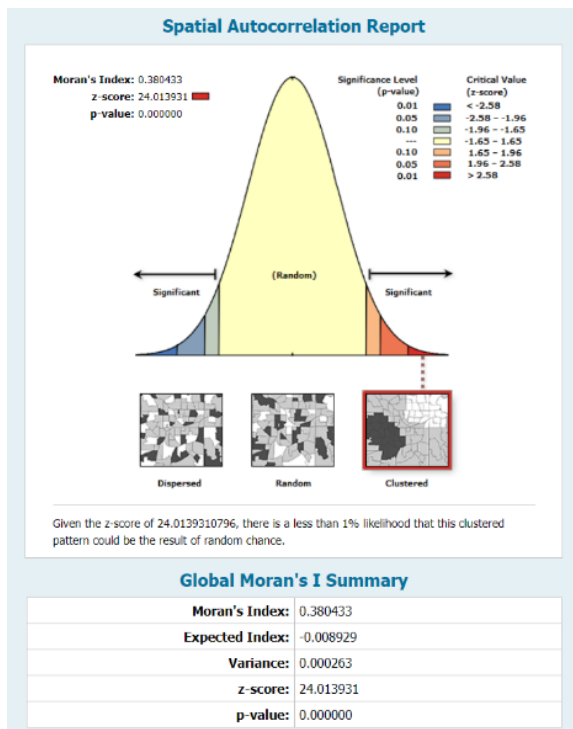 Spatial Autocorrelation Report
Moran's Index: 0.380433
z-score: 24.013931
p-value: 0.000000
Significance Level
(p-value)
Critical Value
(z-score)
0.01 < -2.58
0.05 -2.58 – -1.96
0.10 -1.96 – -1.65
--- -1.65 – 1.65
0.10 1.65 – 1.96
0.05 1.96 – 2.58
0.01 > 2.58
(Random)
Significant Significant
Dispersed Random Clustered
Given the z-score of 24.0139310796, there is a less than 1% likelihood that this clustered
pattern could be the result of random chance.
Global Moran's I Summary
Moran's Index: 0.380433
Expected Index: -0.008929
Variance: 0.000263
z-score: 24.013931
p-value: 0.000000